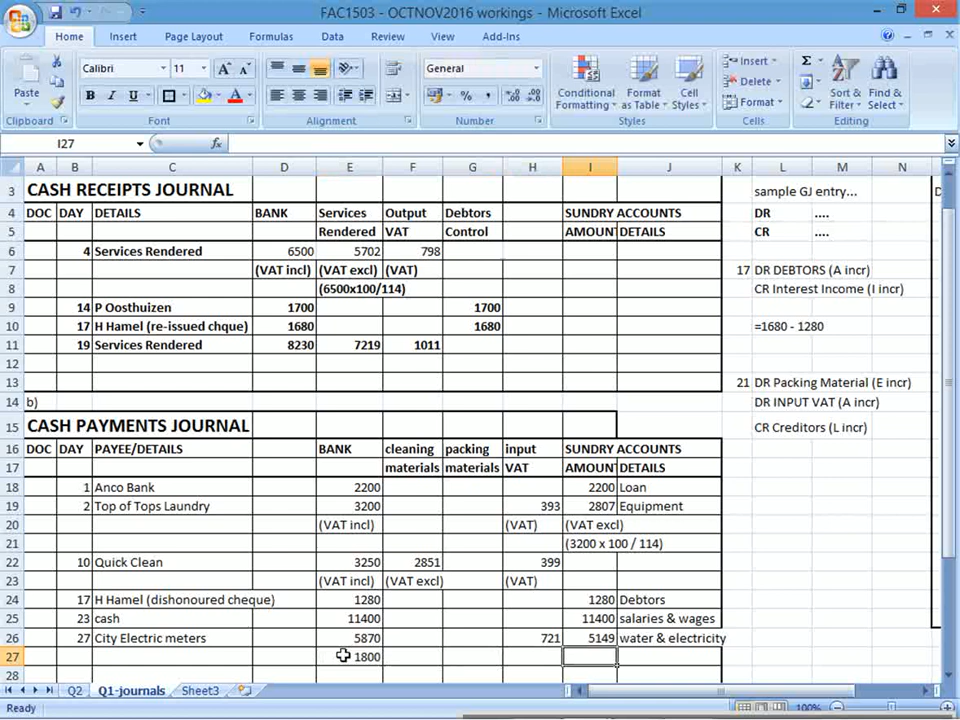 FAC1503 - OCTNOV2016 workings - Microsoft Excel
Home Insert Page Layout Formulas Data Review View Add-Ins
Calibri 11 General Insert Σ
Paste B I U A % , Conditional Formatting Format as Table Cell Styles Delete Format Sort & Filter Find & Select
Clipboard Font Alignment Number Styles Cells Editing
I27 fx
A B C D E F G H I J K L M N
3 CASH RECEIPTS JOURNAL sample GJ entry... D
4 DOC DAY DETAILS BANK Services Output Debtors SUNDRY ACCOUNTS DR ....
5 Rendered VAT Control AMOUNT DETAILS CR ....
6 4 Services Rendered 6500 5702 798
7 (VAT incl) (VAT excl) (VAT) 17 DR DEBTORS (A incr)
8 (6500x100/114) CR Interest Income (I incr)
9 14 P Oosthuizen 1700 1700
10 17 H Hamel (re-issued chque) 1680 1680 =1680 - 1280
11 19 Services Rendered 8230 7219 1011
12
13 21 DR Packing Material (E incr)
14 b) DR INPUT VAT (A incr)
15 CASH PAYMENTS JOURNAL CR Creditors (L incr)
16 DOC DAY PAYEE/DETAILS BANK cleaning packing input SUNDRY ACCOUNTS
17 materials materials VAT AMOUNT DETAILS
18 1 Anco Bank 2200 2200 Loan
19 2 Top of Tops Laundry 3200 393 2807 Equipment
20 (VAT incl) (VAT) (VAT excl)
21 (3200 x 100 / 114)
22 10 Quick Clean 3250 2851 399
23 (VAT incl) (VAT excl) (VAT)
24 17 H Hamel (dishonoured cheque) 1280 1280 Debtors
25 23 cash 11400 11400 salaries & wages
26 27 City Electric meters 5870 721 5149 water & electricity
27 1800
28
Q2 Q1-journals Sheet3
Ready 100%